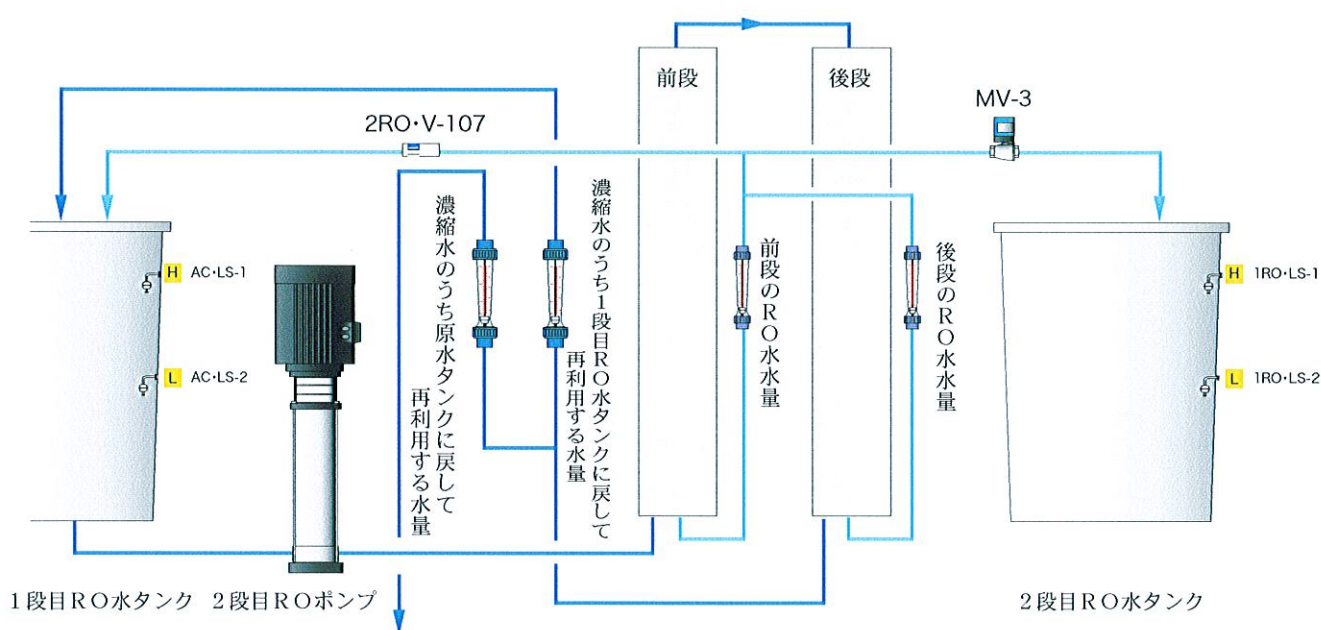 前段
後段
MV-3
2RO・V-107
濃縮水のうち原水タンクに戻して
再利用する水量
濃縮水のうち1段目RO水タンクに戻して
再利用する水量
前段のRO水水量
後段のRO水水量
H AC・LS-1
L AC・LS-2
H 1RO・LS-1
L 1RO・LS-2
1段目RO水タンク
2段目ROポンプ
2段目RO水タンク